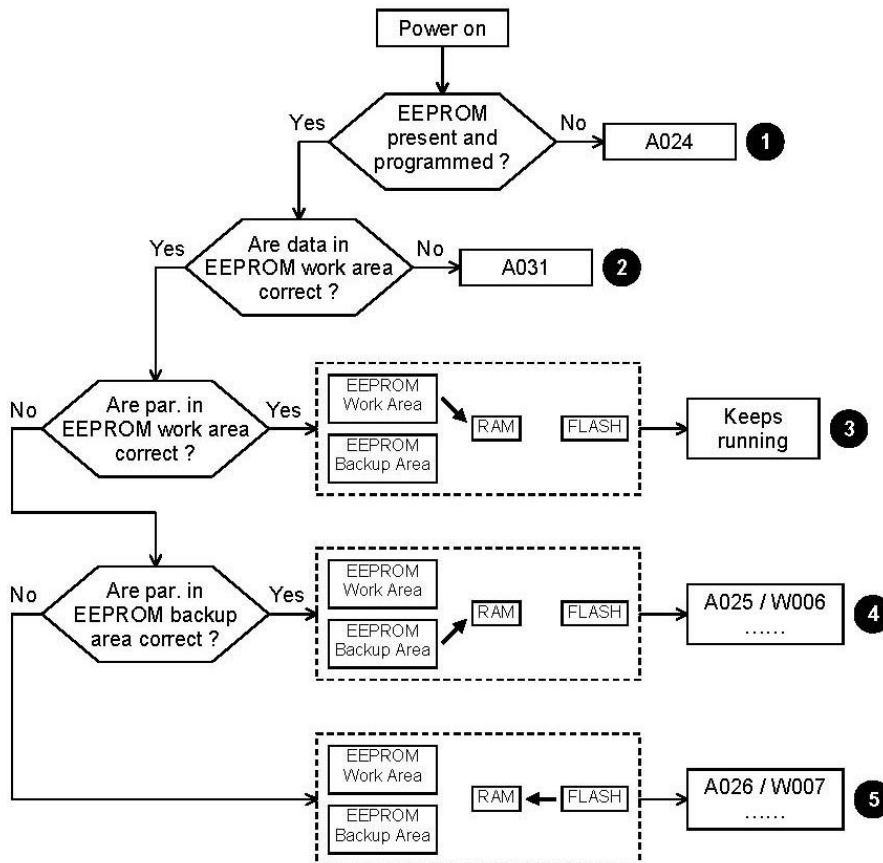 Power on
EEPROM
present and
programmed ?
Yes
No
A024
1
Are data in
EEPROM work area
correct ?
Yes
No
A031
2
Are par. in
EEPROM work area
correct ?
No
Yes
EEPROM
Work Area
EEPROM
Backup Area
RAM
FLASH
Keeps
running
3
Are par. in
EEPROM backup
area correct ?
No
Yes
EEPROM
Work Area
EEPROM
Backup Area
RAM
FLASH
A025 / W006
......
4
EEPROM
Work Area
EEPROM
Backup Area
RAM
FLASH
A026 / W007
......
5